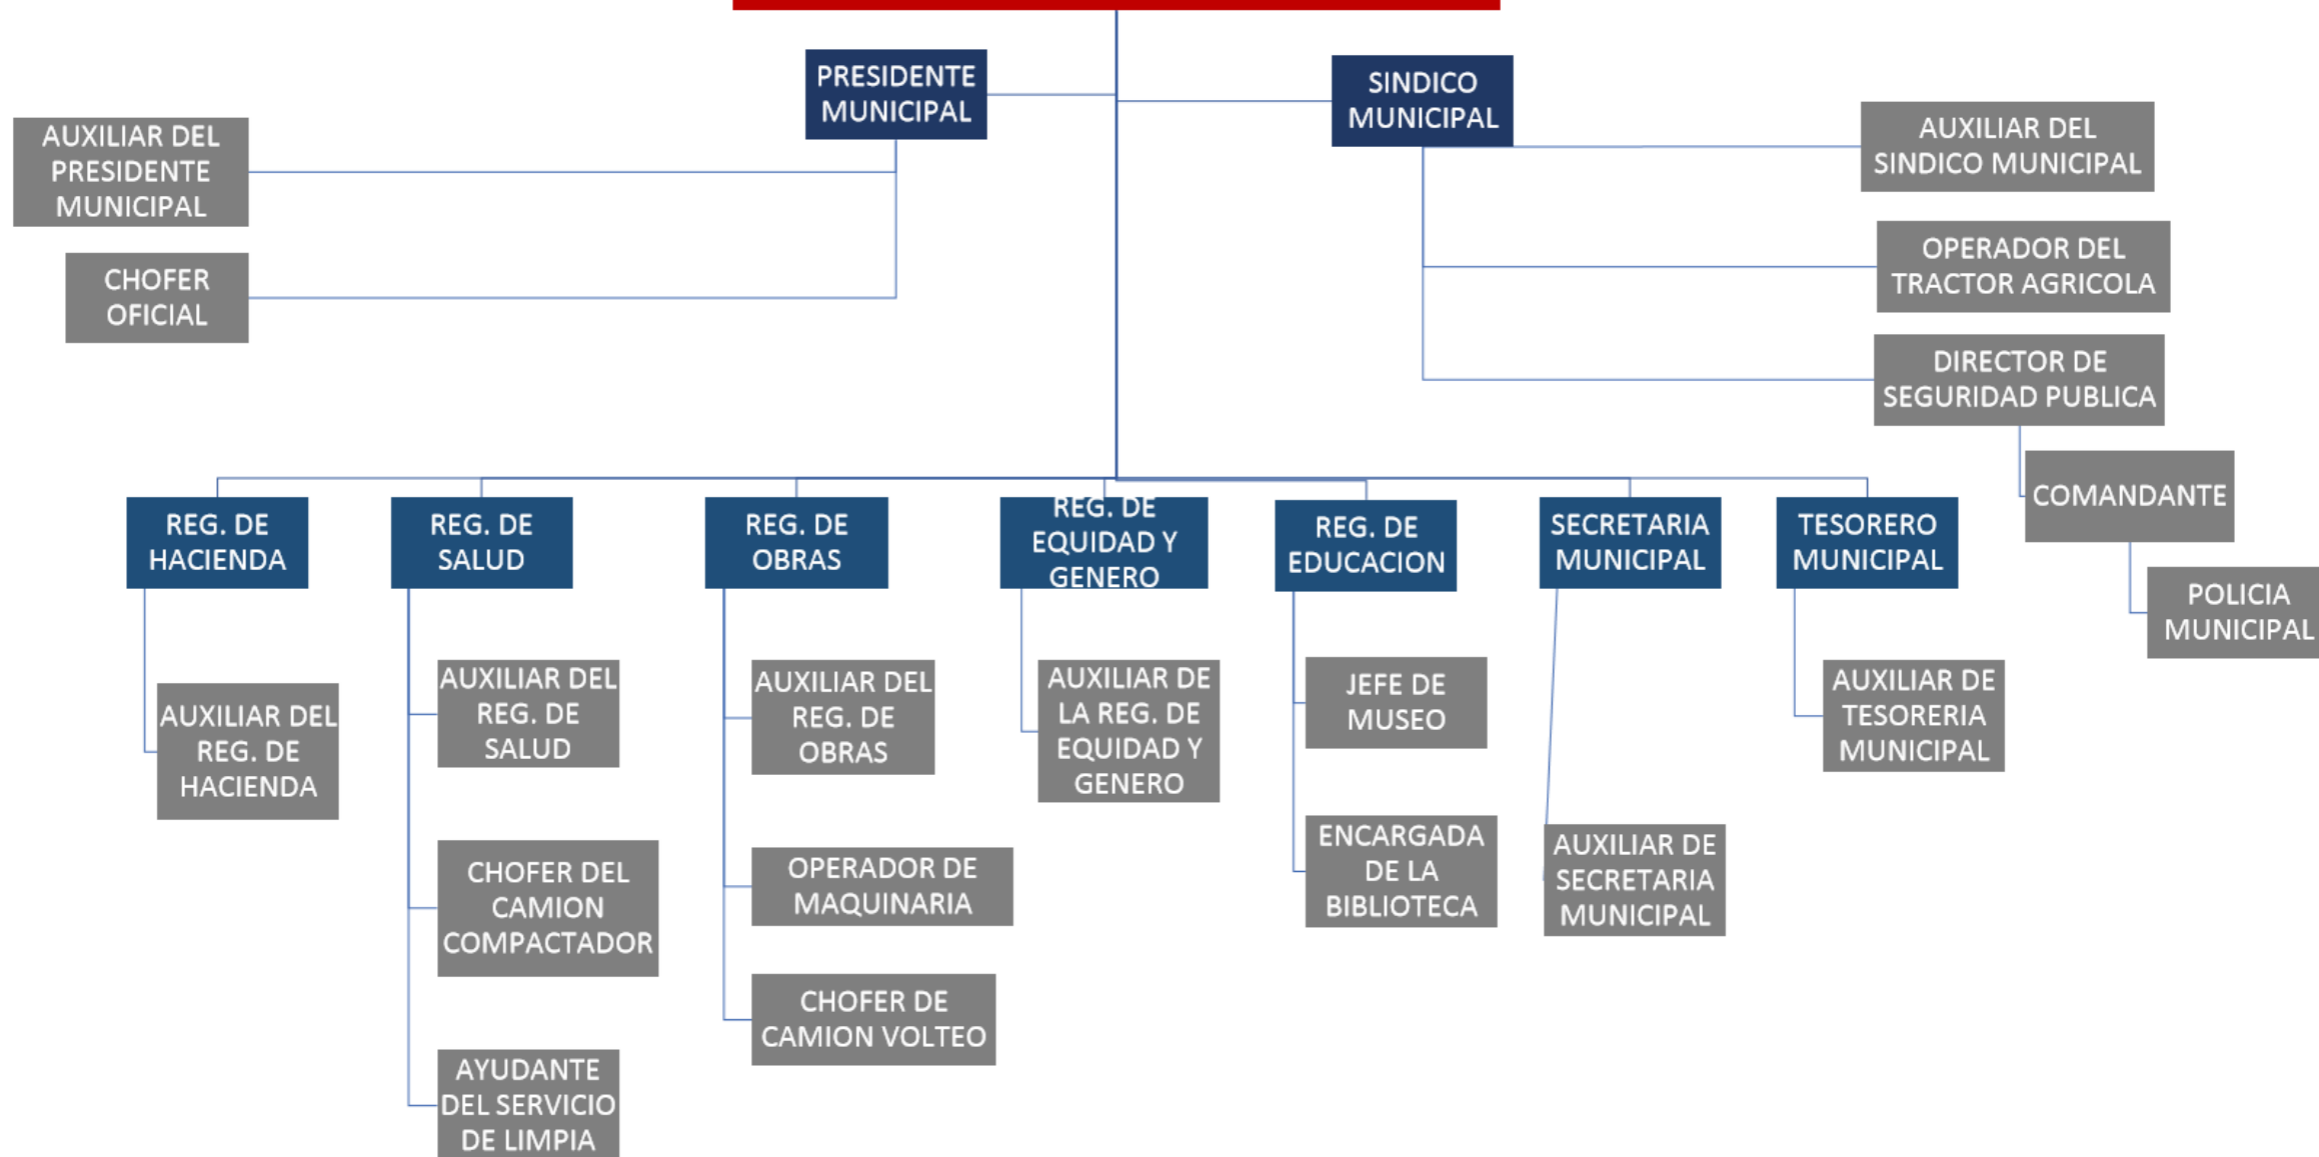 PRESIDENTE
MUNICIPAL
SINDICO
MUNICIPAL
AUXILIAR DEL
PRESIDENTE
MUNICIPAL
AUXILIAR DEL
SINDICO MUNICIPAL
CHOFER
OFICIAL
OPERADOR DEL
TRACTOR AGRICOLA
DIRECTOR DE
SEGURIDAD PUBLICA
COMANDANTE
POLICIA
MUNICIPAL
REG. DE
HACIENDA
REG. DE
SALUD
REG. DE
OBRAS
REG. DE
EQUIDAD Y
GENERO
REG. DE
EDUCACION
SECRETARIA
MUNICIPAL
TESORERO
MUNICIPAL
AUXILIAR DEL
REG. DE
HACIENDA
AUXILIAR DEL
REG. DE
SALUD
AUXILIAR DEL
REG. DE
OBRAS
AUXILIAR DE
LA REG. DE
EQUIDAD Y
GENERO
JEFE DE
MUSEO
AUXILIAR DE
TESORERIA
MUNICIPAL
CHOFER DEL
CAMION
COMPACTADOR
OPERADOR DE
MAQUINARIA
ENCARGADA
DE LA
BIBLIOTECA
AUXILIAR DE
SECRETARIA
MUNICIPAL
CHOFER DE
CAMION VOLTEO
AYUDANTE
DEL SERVICIO
DE LIMPIA